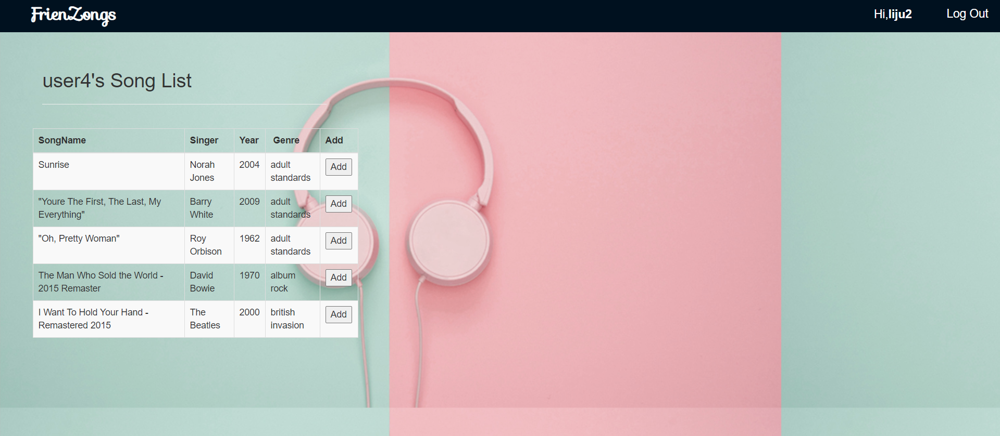 FrienZongs
Hi,liju2
Log Out
user4's Song List
SongName Singer Year Genre Add
Sunrise Norah Jones 2004 adult standards Add
"Youre The First, The Last, My Everything" Barry White 2009 adult standards Add
"Oh, Pretty Woman" Roy Orbison 1962 adult standards Add
The Man Who Sold the World - 2015 Remaster David Bowie 1970 album rock Add
I Want To Hold Your Hand - Remastered 2015 The Beatles 2000 british invasion Add